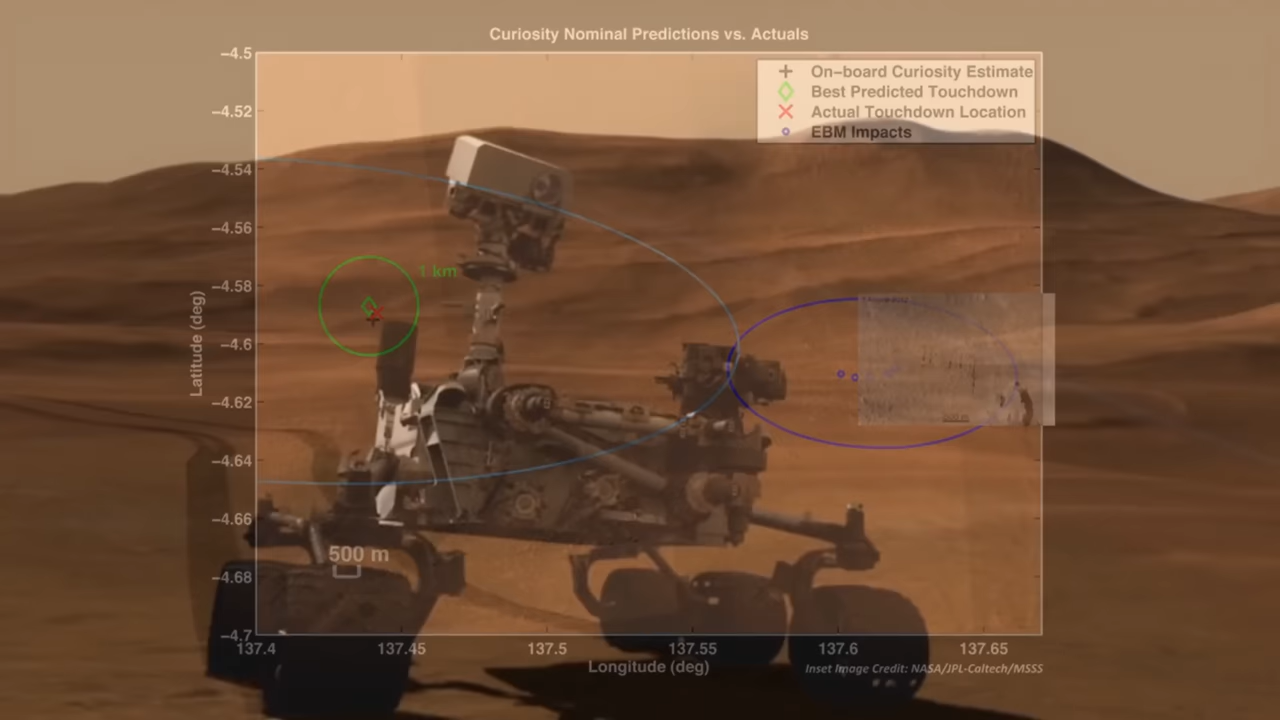 Curiosity Nominal Predictions vs. Actuals
−4.5
+ On−board Curiosity Estimate
Best Predicted Touchdown
Actual Touchdown Location
EBM Impacts
−4.52
−4.54
−4.56
1 km
−4.58
−4.6
Latitude (deg)
−4.62
−4.64
−4.66
500 m
−4.68
−4.7
137.4 137.45 137.5 137.55 137.6 137.65
Longitude (deg)
Inset Image Credit: NASA/JPL-Caltech/MSSS